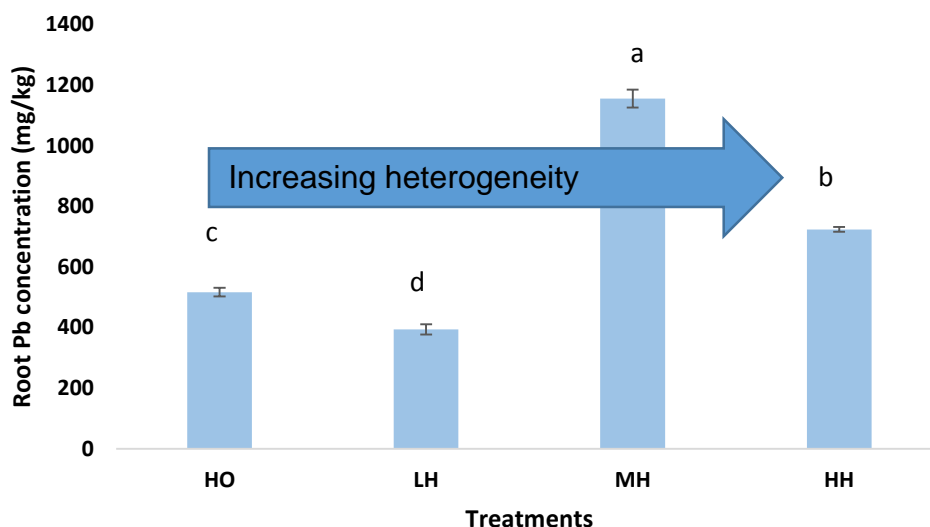 Root Pb concentration (mg/kg)
1400
1200
1000
800
600
400
200
0
a
Increasing heterogeneity
b
c
d
HO LH MH HH
Treatments